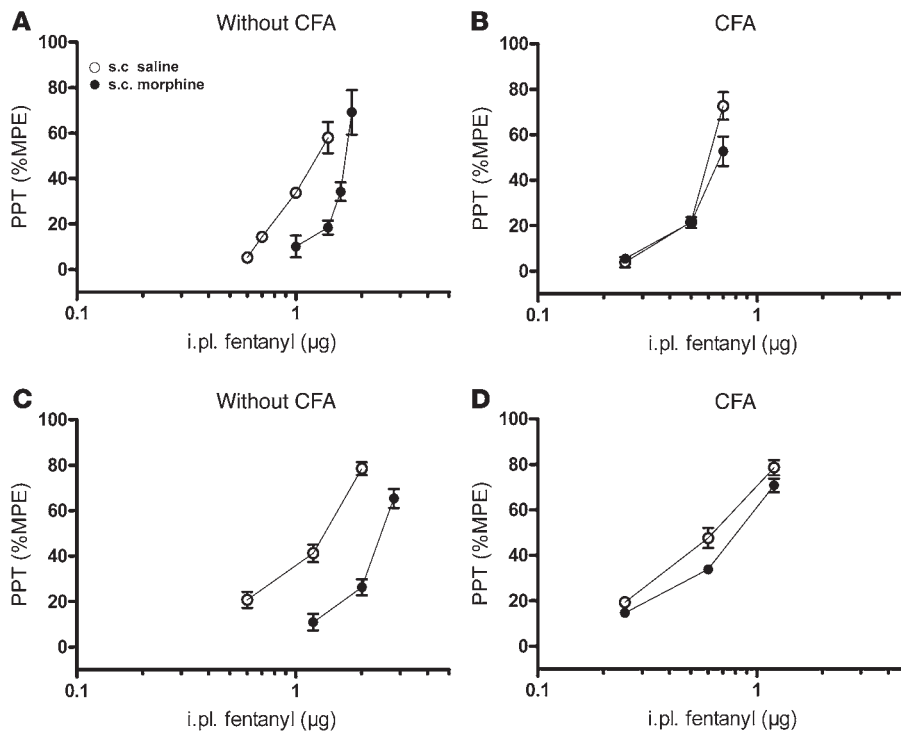 A
Without CFA
PPT (%MPE)
100
80
60
40
20
0
s.c saline
s.c. morphine
0.1
1
i.pl. fentanyl (µg)
B
CFA
PPT (%MPE)
100
80
60
40
20
0
0.1
1
i.pl. fentanyl (µg)
C
Without CFA
PPT (%MPE)
100
80
60
40
20
0
0.1
1
i.pl. fentanyl (µg)
D
CFA
PPT (%MPE)
100
80
60
40
20
0
0.1
1
i.pl. fentanyl (µg)